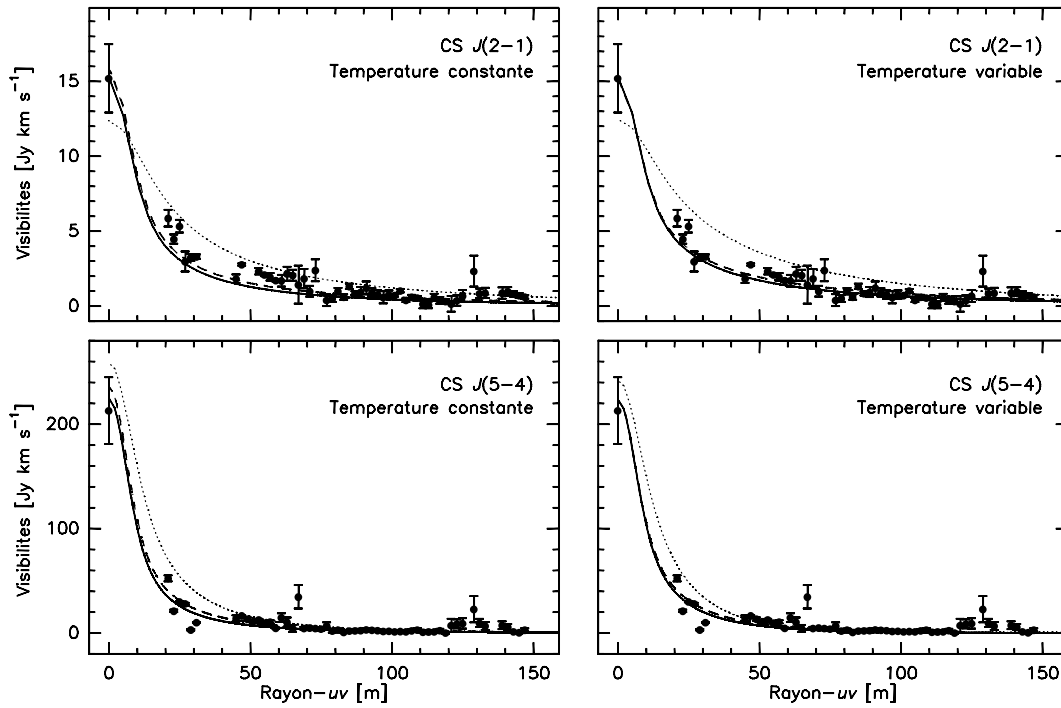 CS J(2−1)
Temperature constante
CS J(2−1)
Temperature variable
Visibilites [Jy km s⁻¹]
15
10
5
0
CS J(5−4)
Temperature constante
CS J(5−4)
Temperature variable
Visibilites [Jy km s⁻¹]
200
100
0
0 50 100 150
0 50 100 150
Rayon−uv [m]
Rayon−uv [m]